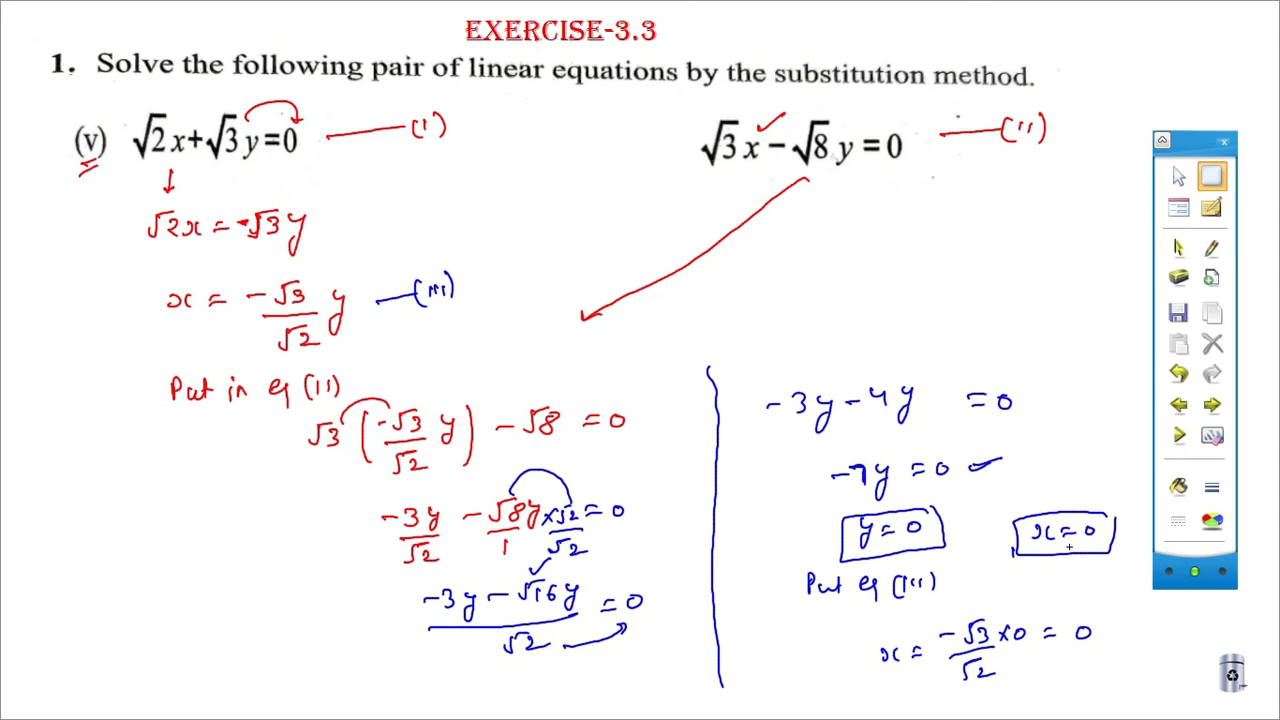 EXERCISE-3.3
1. Solve the following pair of linear equations by the substitution method.
(v) √2x+√3y=0 —(i) √3x − √8y = 0 —(ii)
√2x = -√3y
x = -√3/√2 y —(iii)
Put in eq (ii)
√3 (-√3/√2 y) - √8 = 0
-3y/√2 - √8y/1 × √2/√2 = 0
(-3y - √16y)/√2 = 0
-3y - 4y = 0
-7y = 0
y = 0 x = 0
Put eq (iii)
x = -√3/√2 × 0 = 0